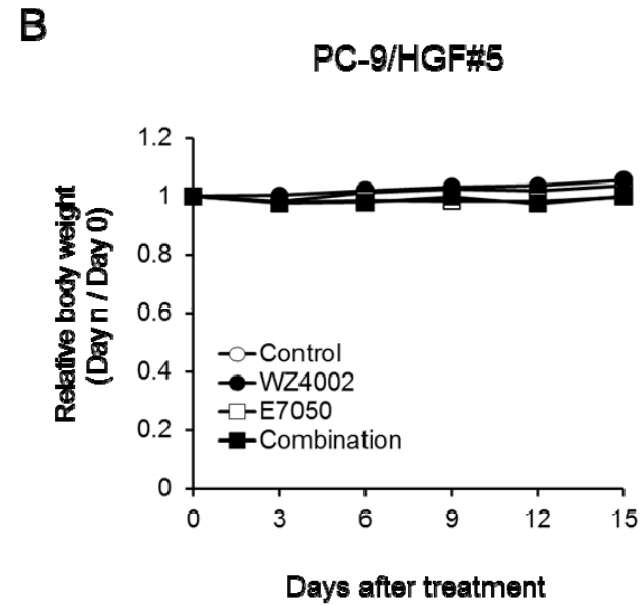 B
PC-9/HGF#5
Relative body weight
(Day n / Day 0)
1.2
1
0.8
0.6
0.4
0.2
0
Control
WZ4002
E7050
Combination
0 3 6 9 12 15
Days after treatment